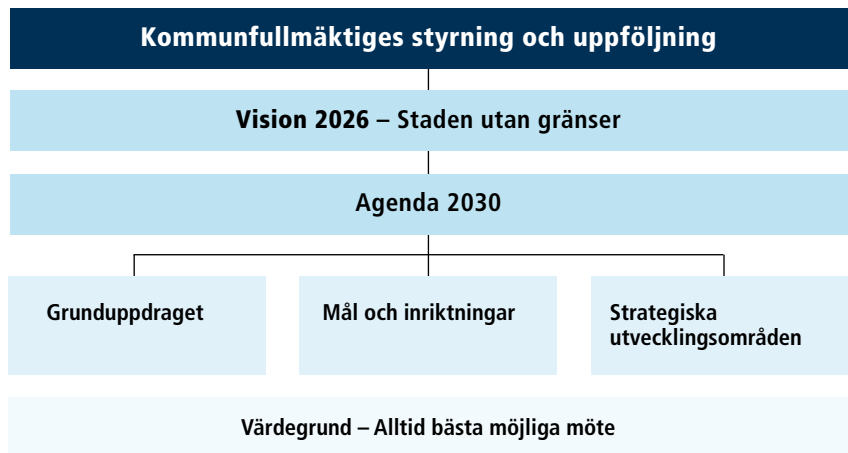 Kommunfullmäktiges styrning och uppföljning
Vision 2026 – Staden utan gränser
Agenda 2030
Grunduppdraget
Mål och inriktningar
Strategiska
utvecklingsområden
Värdegrund – Alltid bästa möjliga möte